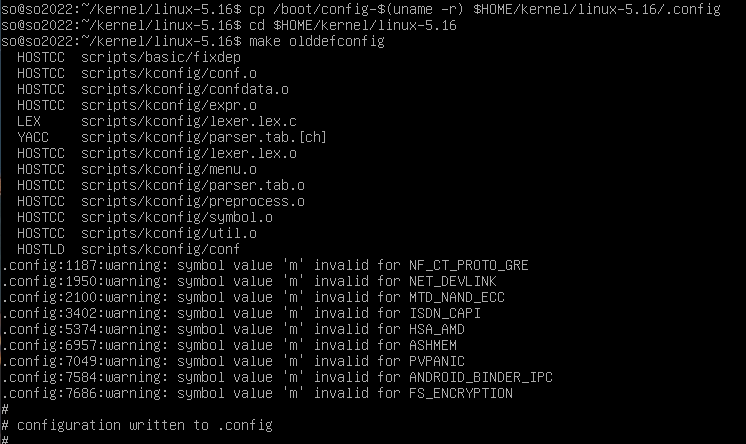 so@so2022:~/kernel/linux-5.16$ cp /boot/config-$(uname -r) $HOME/kernel/linux-5.16/.config
so@so2022:~/kernel/linux-5.16$ cd $HOME/kernel/linux-5.16
so@so2022:~/kernel/linux-5.16$ make olddefconfig
  HOSTCC  scripts/basic/fixdep
  HOSTCC  scripts/kconfig/conf.o
  HOSTCC  scripts/kconfig/confdata.o
  HOSTCC  scripts/kconfig/expr.o
  LEX     scripts/kconfig/lexer.lex.c
  YACC    scripts/kconfig/parser.tab.[ch]
  HOSTCC  scripts/kconfig/lexer.lex.o
  HOSTCC  scripts/kconfig/menu.o
  HOSTCC  scripts/kconfig/parser.tab.o
  HOSTCC  scripts/kconfig/preprocess.o
  HOSTCC  scripts/kconfig/symbol.o
  HOSTCC  scripts/kconfig/util.o
  HOSTLD  scripts/kconfig/conf
.config:1187:warning: symbol value 'm' invalid for NF_CT_PROTO_GRE
.config:1950:warning: symbol value 'm' invalid for NET_DEVLINK
.config:2100:warning: symbol value 'm' invalid for MTD_NAND_ECC
.config:3402:warning: symbol value 'm' invalid for ISDN_CAPI
.config:5374:warning: symbol value 'm' invalid for HSA_AMD
.config:6957:warning: symbol value 'm' invalid for ASHMEM
.config:7049:warning: symbol value 'm' invalid for PVPANIC
.config:7584:warning: symbol value 'm' invalid for ANDROID_BINDER_IPC
.config:7686:warning: symbol value 'm' invalid for FS_ENCRYPTION
#
# configuration written to .config
#